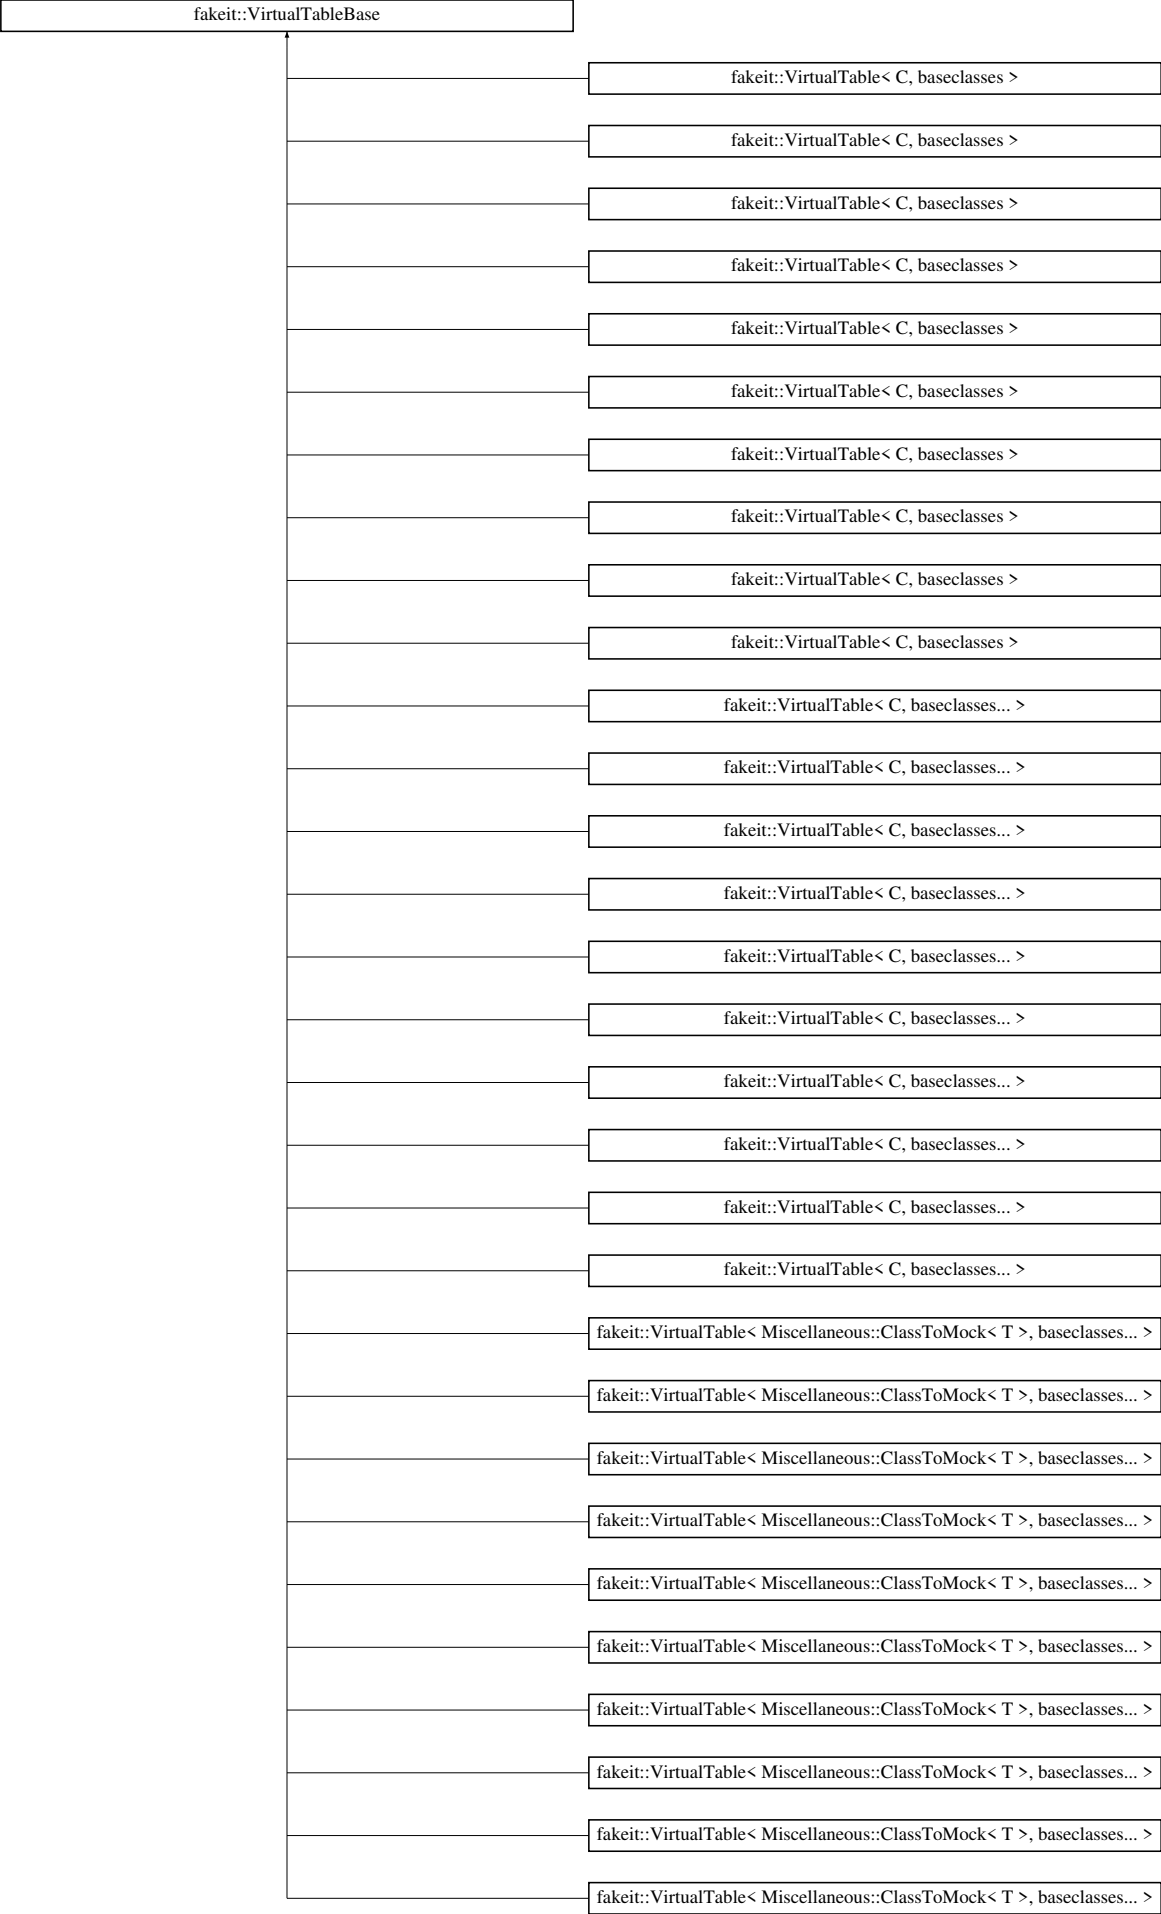 fakeit::VirtualTableBase
fakeit::VirtualTable< C, baseclasses >
fakeit::VirtualTable< C, baseclasses >
fakeit::VirtualTable< C, baseclasses >
fakeit::VirtualTable< C, baseclasses >
fakeit::VirtualTable< C, baseclasses >
fakeit::VirtualTable< C, baseclasses >
fakeit::VirtualTable< C, baseclasses >
fakeit::VirtualTable< C, baseclasses >
fakeit::VirtualTable< C, baseclasses >
fakeit::VirtualTable< C, baseclasses >
fakeit::VirtualTable< C, baseclasses... >
fakeit::VirtualTable< C, baseclasses... >
fakeit::VirtualTable< C, baseclasses... >
fakeit::VirtualTable< C, baseclasses... >
fakeit::VirtualTable< C, baseclasses... >
fakeit::VirtualTable< C, baseclasses... >
fakeit::VirtualTable< C, baseclasses... >
fakeit::VirtualTable< C, baseclasses... >
fakeit::VirtualTable< C, baseclasses... >
fakeit::VirtualTable< C, baseclasses... >
fakeit::VirtualTable< Miscellaneous::ClassToMock< T >, baseclasses... >
fakeit::VirtualTable< Miscellaneous::ClassToMock< T >, baseclasses... >
fakeit::VirtualTable< Miscellaneous::ClassToMock< T >, baseclasses... >
fakeit::VirtualTable< Miscellaneous::ClassToMock< T >, baseclasses... >
fakeit::VirtualTable< Miscellaneous::ClassToMock< T >, baseclasses... >
fakeit::VirtualTable< Miscellaneous::ClassToMock< T >, baseclasses... >
fakeit::VirtualTable< Miscellaneous::ClassToMock< T >, baseclasses... >
fakeit::VirtualTable< Miscellaneous::ClassToMock< T >, baseclasses... >
fakeit::VirtualTable< Miscellaneous::ClassToMock< T >, baseclasses... >
fakeit::VirtualTable< Miscellaneous::ClassToMock< T >, baseclasses... >